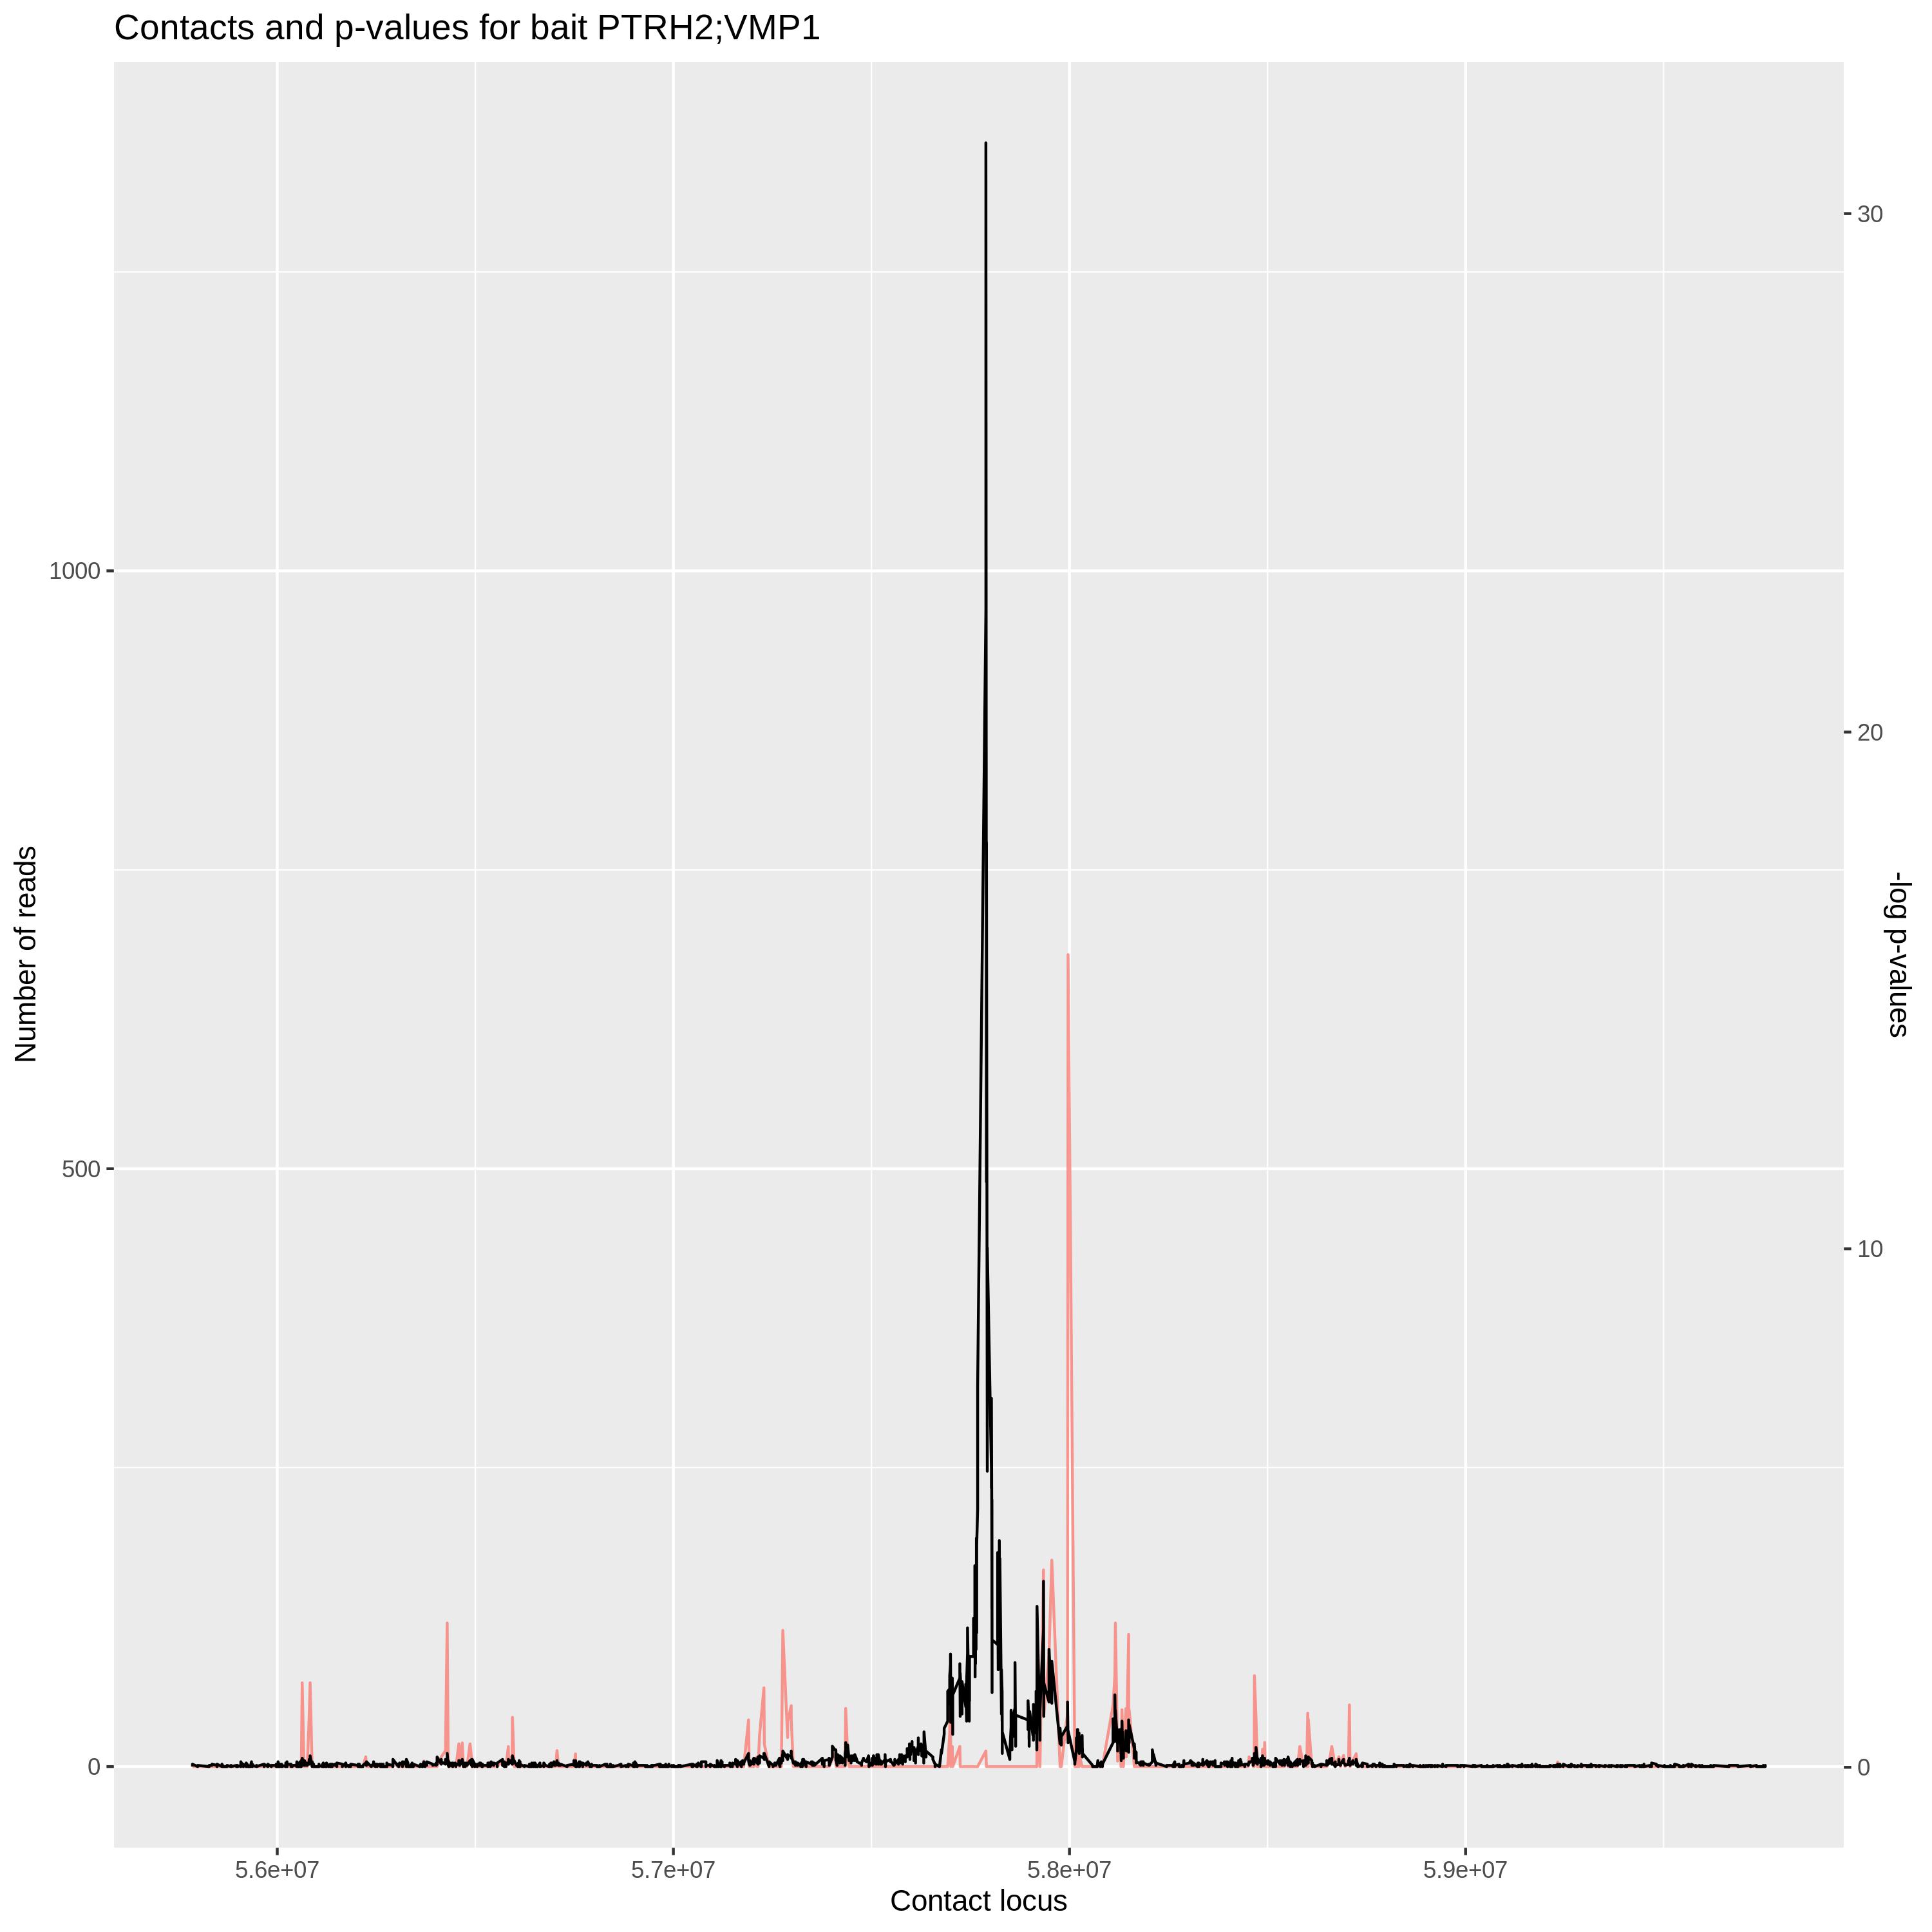 Contacts and p-values for bait PTRH2;VMP1
30
1000
20
Number of reads
-log p-values
500
10
0
0
5.6e+07
5.7e+07
5.8e+07
5.9e+07
Contact locus